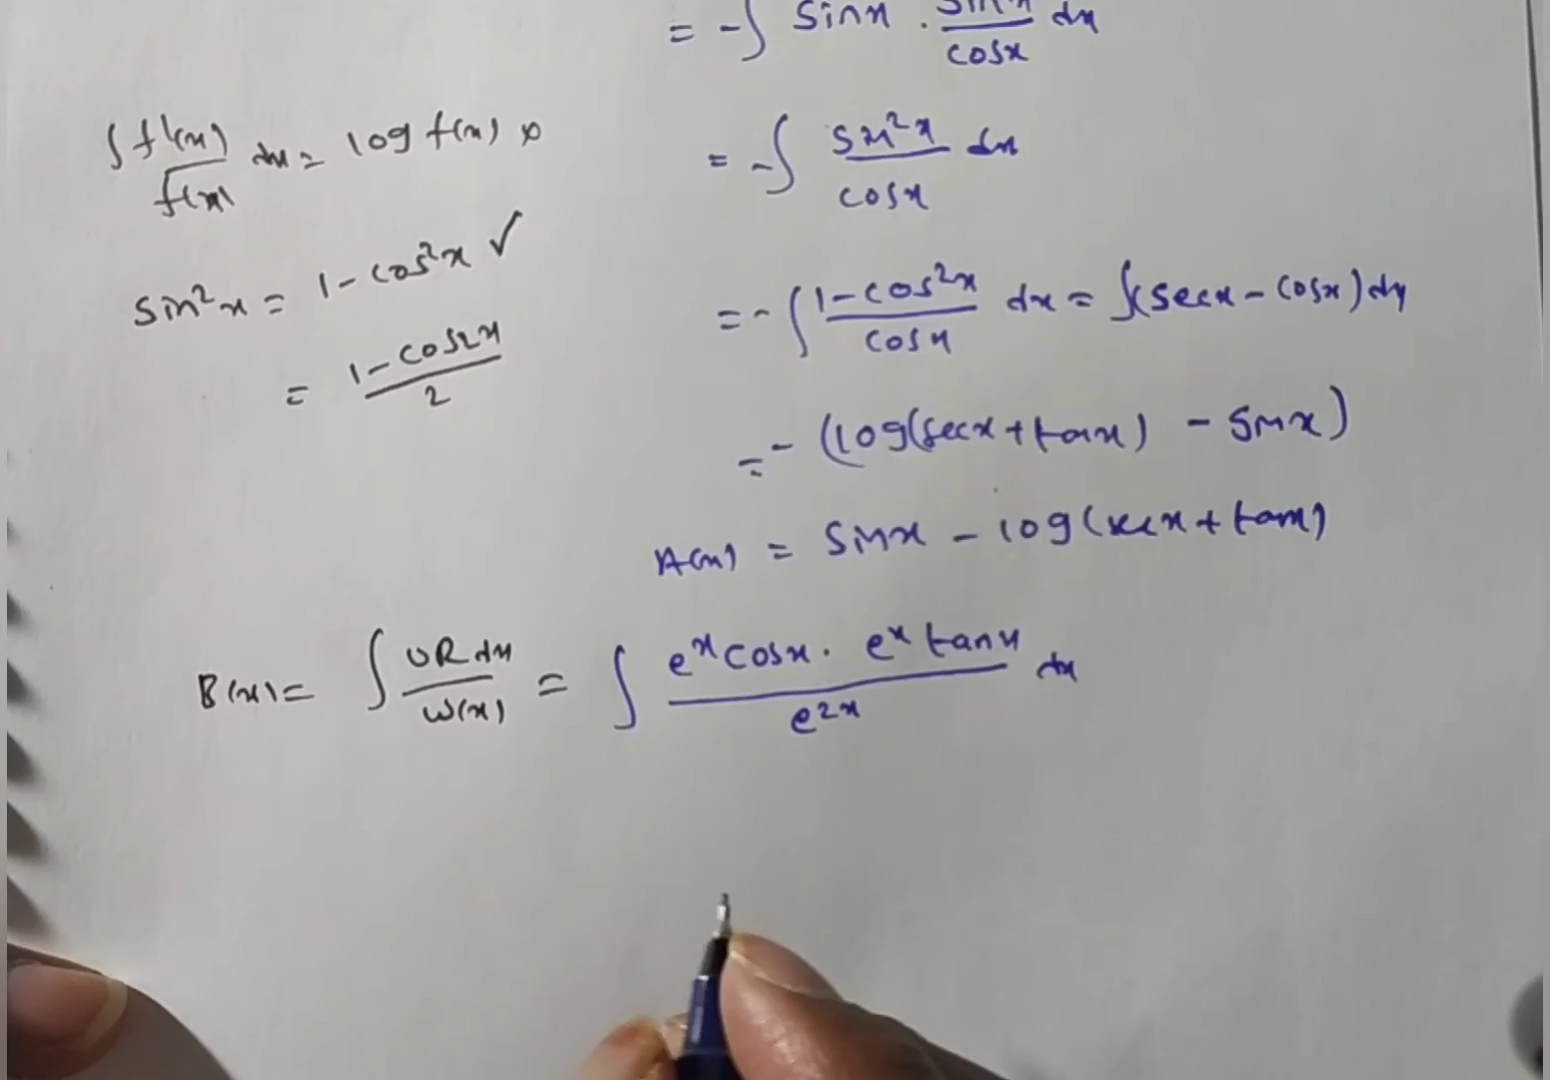 = -∫ sinx . sinx/cosx dx
∫ f'(x)/f(x) dx = log f(x) x
= -∫ sin²x/cosx dx
sin²x = 1-cos²x ✓
= 1-cos2x/2
= -∫ 1-cos²x/cosx dx = ∫(secx - cosx)dx
= -(log(secx+tanx) - sinx)
A(x) = sinx - log(secx+tanx)
B(x) = ∫ uR dx/w(x) = ∫ eˣcosx. eˣ tanx/e²ˣ dx